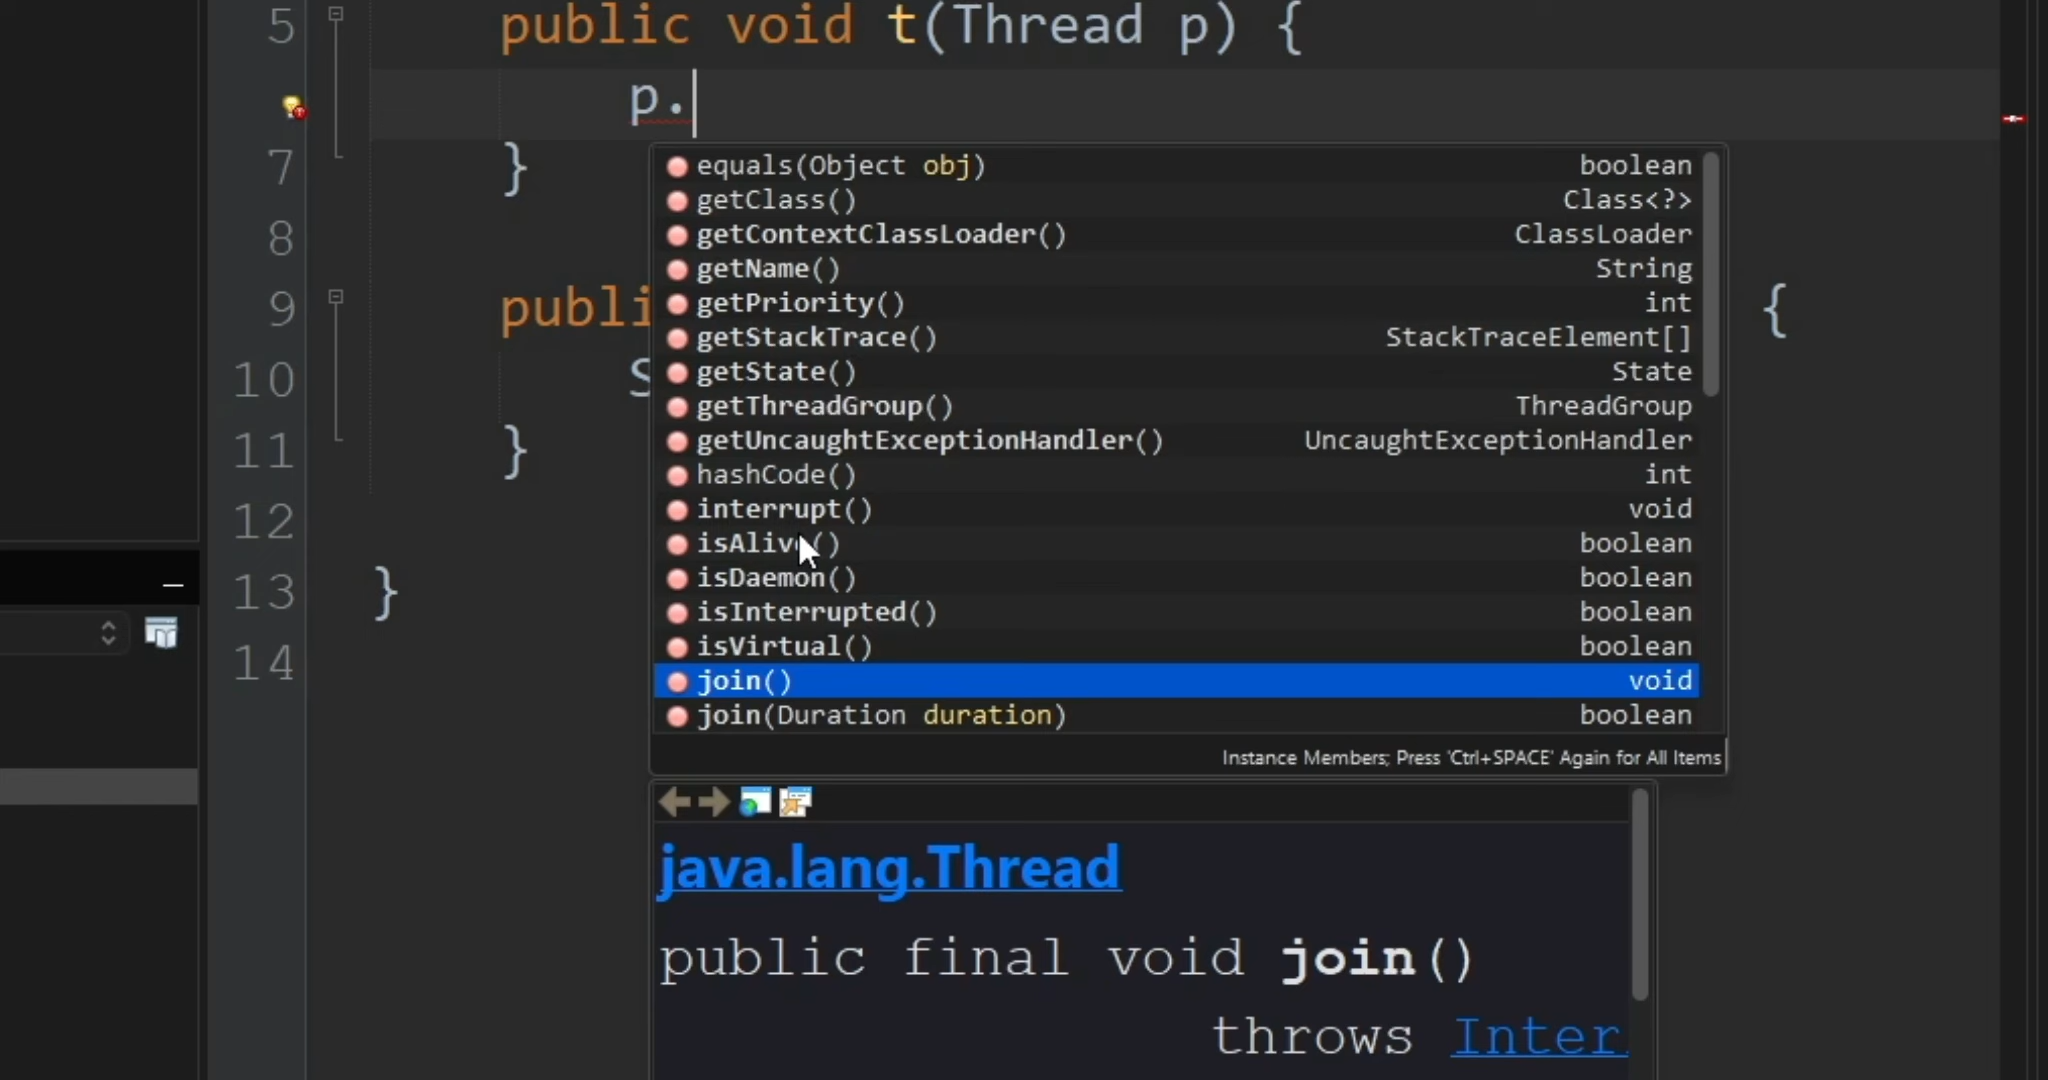 5 public void t(Thread p) {
p.
7 }
8
9 publi {
10 S
11 }
12
13 }
14
equals(Object obj) boolean
getClass() Class<?>
getContextClassLoader() ClassLoader
getName() String
getPriority() int
getStackTrace() StackTraceElement[]
getState() State
getThreadGroup() ThreadGroup
getUncaughtExceptionHandler() UncaughtExceptionHandler
hashCode() int
interrupt() void
isAlive() boolean
isDaemon() boolean
isInterrupted() boolean
isVirtual() boolean
join() void
join(Duration duration) boolean
Instance Members; Press 'Ctrl+SPACE' Again for All Items
java.lang.Thread
public final void join()
throws Inter